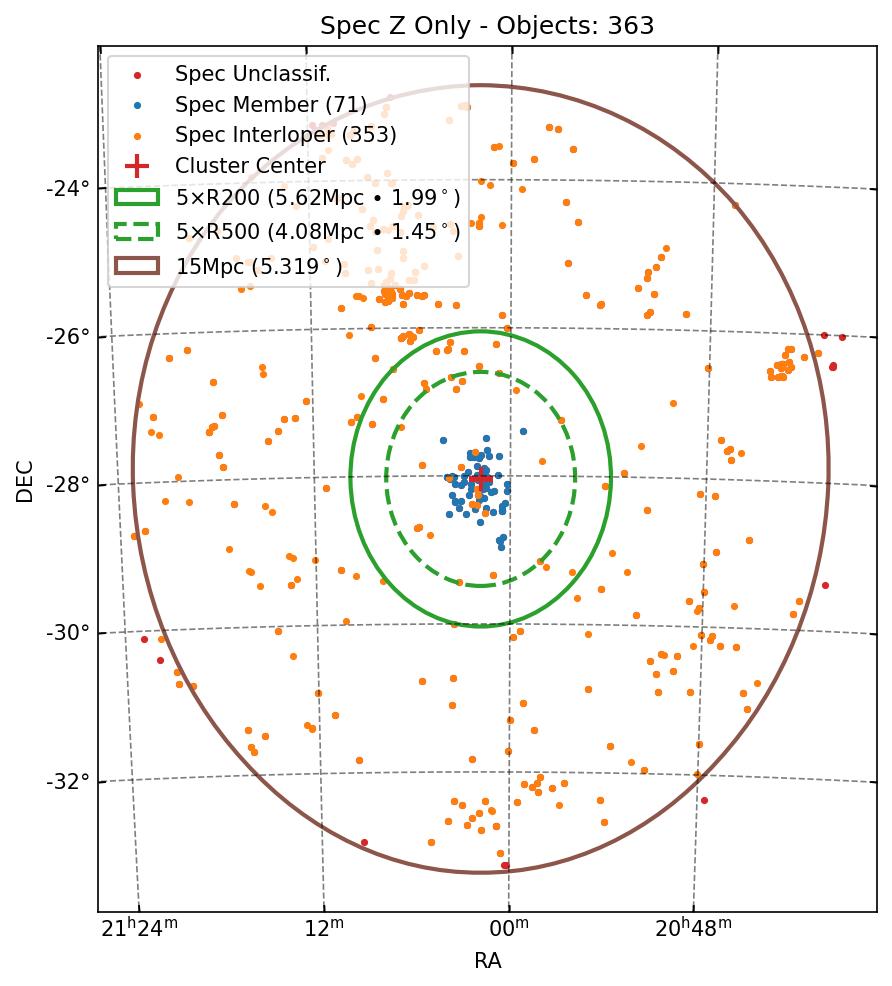 Spec Z Only - Objects: 363
Spec Unclassif.
Spec Member (71)
Spec Interloper (353)
Cluster Center
5×R200 (5.62Mpc • 1.99°)
5×R500 (4.08Mpc • 1.45°)
15Mpc (5.319°)
-24°
-26°
-28°
-30°
-32°
DEC
21ʰ24ᵐ 12ᵐ 00ᵐ 20ʰ48ᵐ
RA